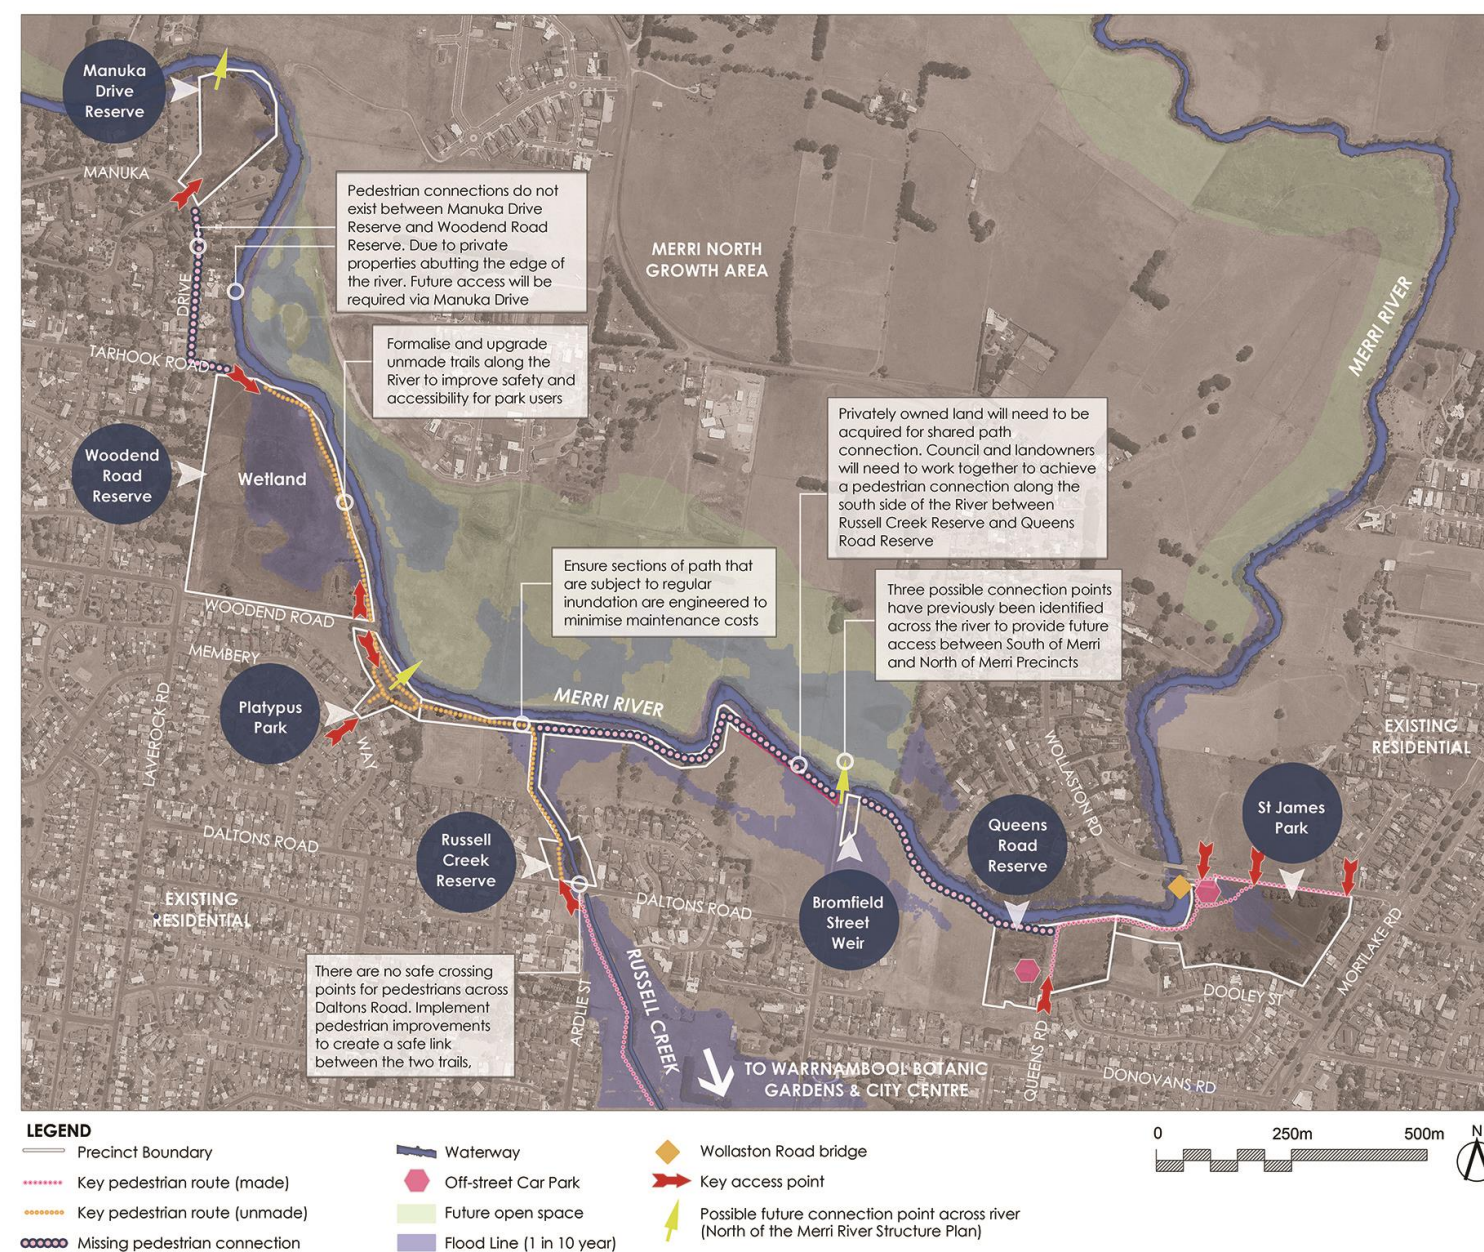 Manuka
Drive
Reserve
MANUKA
DRIVE
TARHOOK ROAD
Pedestrian connections do not
exist between Manuka Drive
Reserve and Woodend Road
Reserve. Due to private
properties abutting the edge of
the river. Future access will be
required via Manuka Drive
MERRI NORTH
GROWTH AREA
MERRI RIVER
Formalise and upgrade
unmade trails along the
River to improve safety and
accessibility for park users
Woodend
Road
Reserve
Wetland
Privately owned land will need to be
acquired for shared path
connection. Council and landowners
will need to work together to achieve
a pedestrian connection along the
south side of the River between
Russell Creek Reserve and Queens
Road Reserve
Ensure sections of path that
are subject to regular
inundation are engineered to
minimise maintenance costs
Three possible connection points
have previously been identified
across the river to provide future
access between South of Merri
and North of Merri Precincts
WOODEND ROAD
MEMBERY
WAY
LAVEROCK RD
Platypus
Park
MERRI RIVER
WOLLASTON RD
EXISTING
RESIDENTIAL
St James
Park
Queens
Road
Reserve
DALTONS ROAD
Russell
Creek
Reserve
EXISTING
RESIDENTIAL
DALTONS ROAD
Bromfield
Street
Weir
MORTLAKE RD
DOOLEY ST
There are no safe crossing
points for pedestrians across
Daltons Road. Implement
pedestrian improvements
to create a safe link
between the two trails,
ARDLIE ST
RUSSELL CREEK
QUEENS RD
DONOVANS RD
TO WARRNAMBOOL BOTANIC
GARDENS & CITY CENTRE
LEGEND
Precinct Boundary
Key pedestrian route (made)
Key pedestrian route (unmade)
Missing pedestrian connection
Waterway
Off-street Car Park
Future open space
Flood Line (1 in 10 year)
Wollaston Road bridge
Key access point
Possible future connection point across river
(North of the Merri River Structure Plan)
0 250m 500m
N